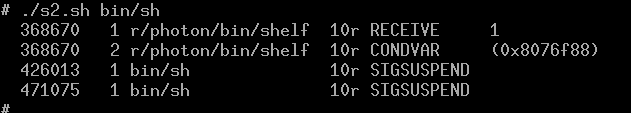 # ./s2.sh bin/sh
  368670   1 r/photon/bin/shelf  10r RECEIVE     1
  368670   2 r/photon/bin/shelf  10r CONDVAR     (0x8076f88)
  426013   1 bin/sh              10r SIGSUSPEND
  471075   1 bin/sh              10r SIGSUSPEND
#